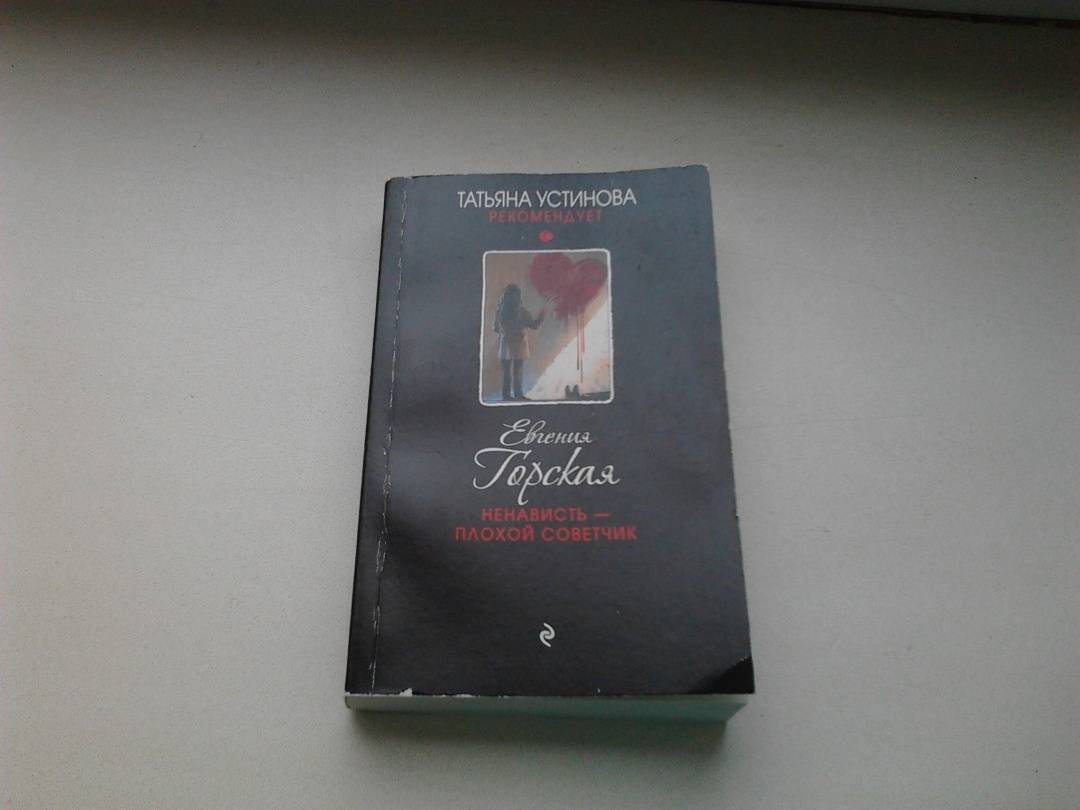 ТАТЬЯНА УСТИНОВА
РЕКОМЕНДУЕТ
Евгения
Горская
НЕНАВИСТЬ —
ПЛОХОЙ СОВЕТЧИК